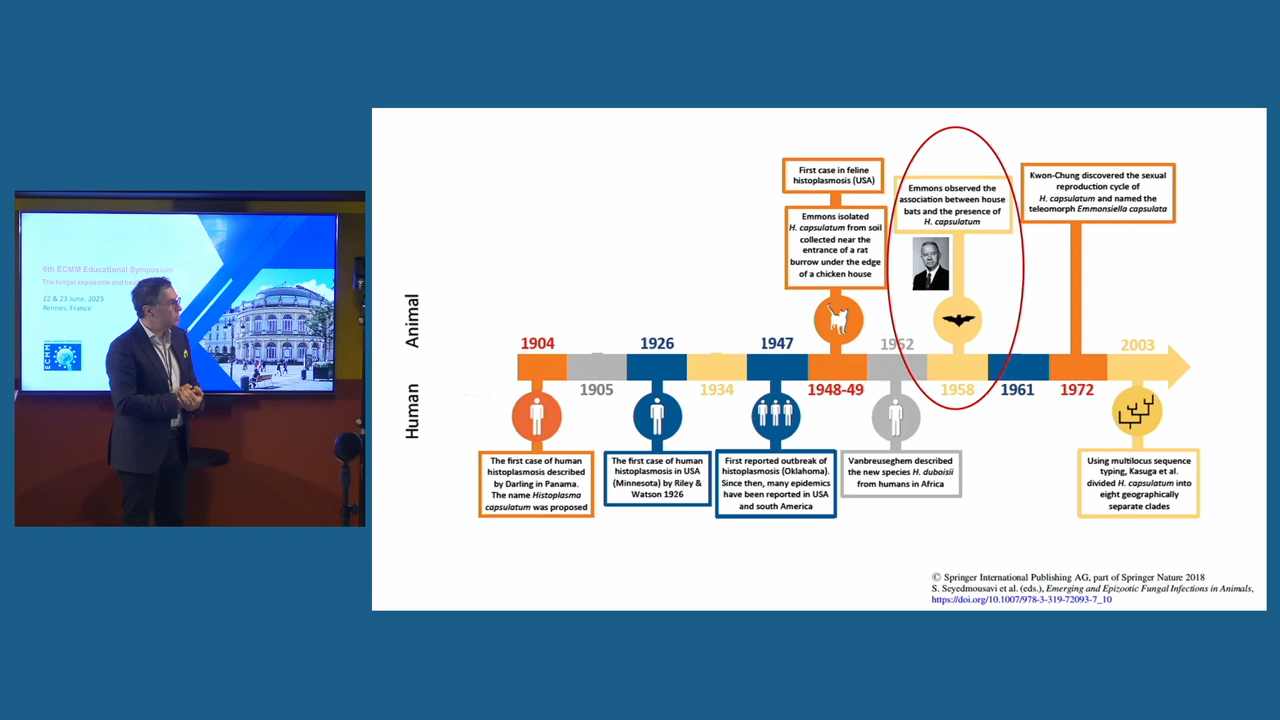 6th ECMM Educational Symposium
22 & 23 June, 2023
Rennes, France
ECMM
First case in feline
histoplasmosis (USA)
Emmons isolated
H. capsulatum from soil
collected near the
entrance of a rat
burrow under the edge
of a chicken house
Emmons observed the
association between house
bats and the presence of
H. capsulatum
Kwon-Chung discovered the sexual
reproduction cycle of
H. capsulatum and named the
teleomorph Emmonsiella capsulata
Animal
Human
1904
1905
1926
1934
1947
1948-49
1952
1958
1961
1972
2003
The first case of human
histoplasmosis described
by Darling in Panama.
The name Histoplasma
capsulatum was proposed
The first case of human
histoplasmosis in USA
(Minnesota) by Riley &
Watson 1926
First reported outbreak of
histoplasmosis (Oklahoma).
Since then, many epidemics
have been reported in USA
and south America
Vanbreuseghem described
the new species H. duboisii
from humans in Africa
Using multilocus sequence
typing, Kasuga et al.
divided H. capsulatum into
eight geographically
separate clades
© Springer International Publishing AG, part of Springer Nature 2018
S. Seyedmousavi et al. (eds.), Emerging and Epizootic Fungal Infections in Animals,
https://doi.org/10.1007/978-3-319-72093-7_10